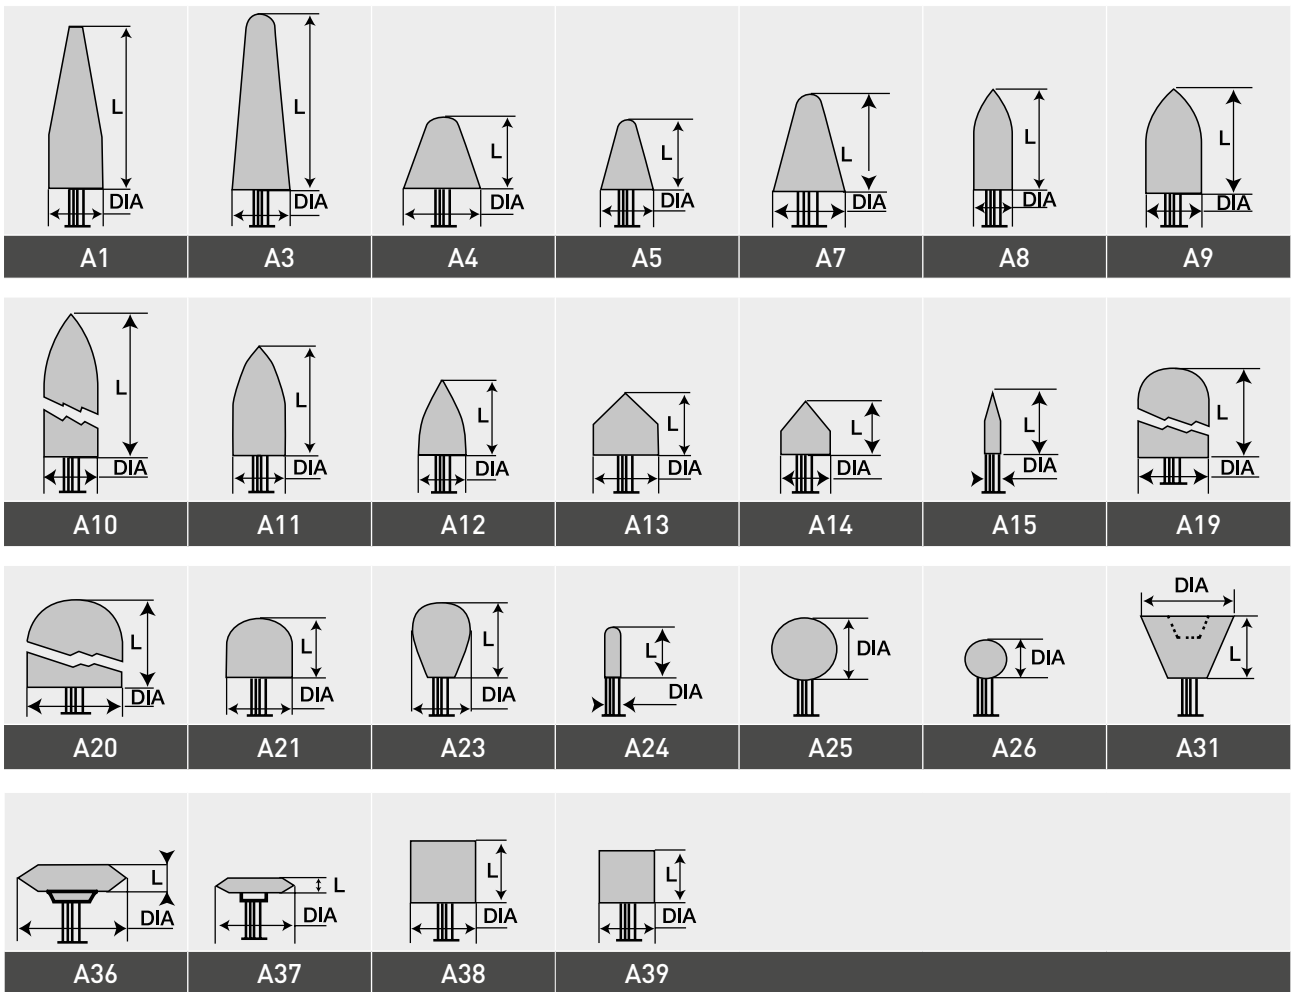 L L L L L L L
DIA DIA DIA DIA DIA DIA DIA
A1 A3 A4 A5 A7 A8 A9
L L L L L L L
DIA DIA DIA DIA DIA DIA DIA
A10 A11 A12 A13 A14 A15 A19
DIA
L L L L DIA DIA L
DIA DIA DIA DIA
A20 A21 A23 A24 A25 A26 A31
L L L L
DIA DIA DIA DIA
A36 A37 A38 A39